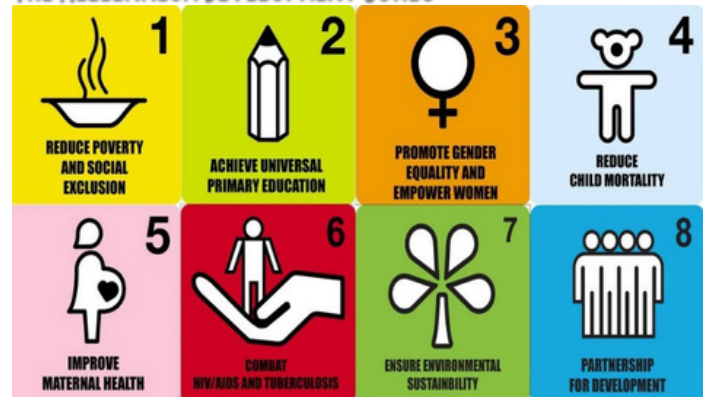 1
REDUCE POVERTY
AND SOCIAL
EXCLUSION
2
ACHIEVE UNIVERSAL
PRIMARY EDUCATION
3
PROMOTE GENDER
EQUALITY AND
EMPOWER WOMEN
4
REDUCE
CHILD MORTALITY
5
IMPROVE
MATERNAL HEALTH
6
COMBAT
HIV/AIDS AND TUBERCULOSIS
7
ENSURE ENVIRONMENTAL
SUSTAINBILITY
8
PARTNERSHIP
FOR DEVELOPMENT